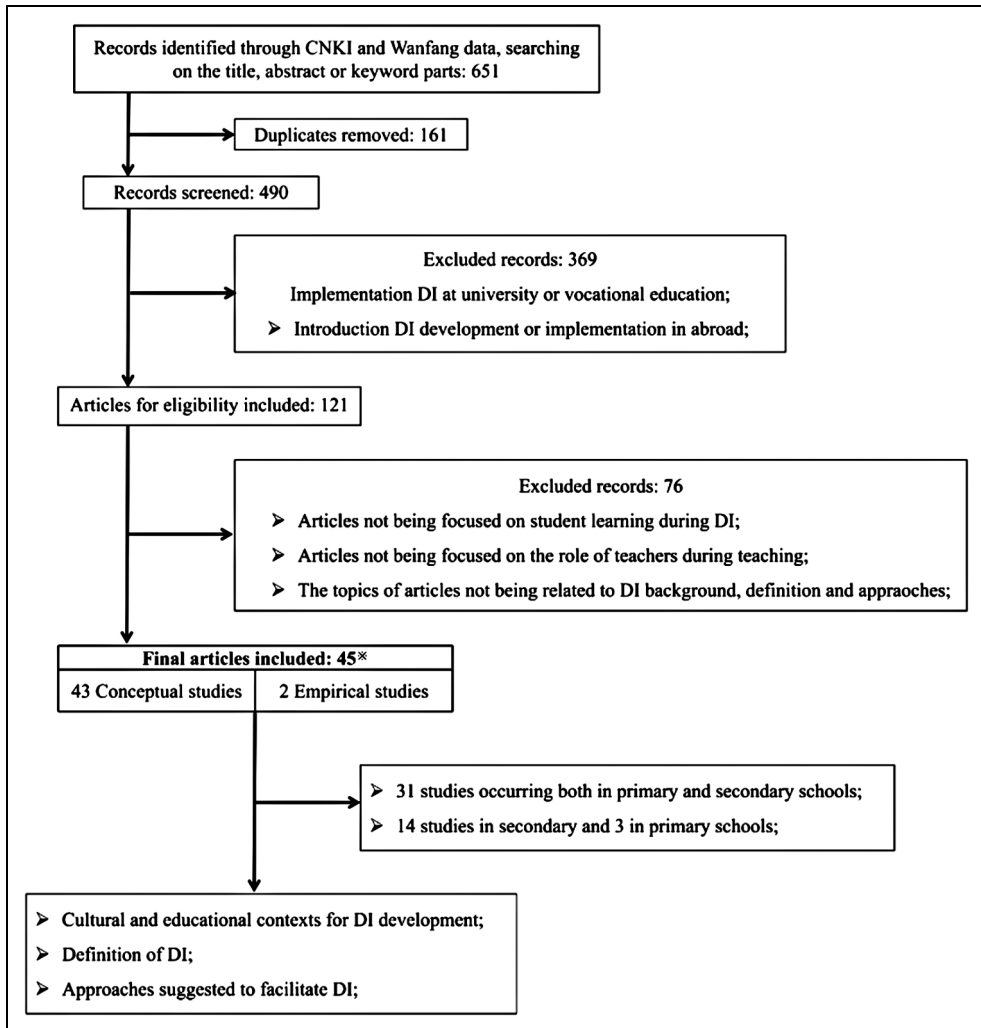 Records identified through CNKI and Wanfang data, searching
on the title, abstract or keyword parts: 651
Duplicates removed: 161
Records screened: 490
Excluded records: 369
Implementation DI at university or vocational education;
➢ Introduction DI development or implementation in abroad;
Articles for eligibility included: 121
Excluded records: 76
➢ Articles not being focused on student learning during DI;
➢ Articles not being focused on the role of teachers during teaching;
➢ The topics of articles not being related to DI background, definition and appraoches;
Final articles included: 45※
43 Conceptual studies 2 Empirical studies
➢ 31 studies occurring both in primary and secondary schools;
➢ 14 studies in secondary and 3 in primary schools;
➢ Cultural and educational contexts for DI development;
➢ Definition of DI;
➢ Approaches suggested to facilitate DI;